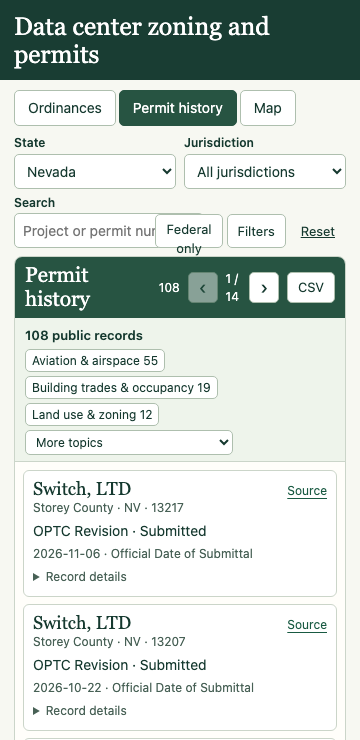 Data center zoning and
permits
Ordinances
Permit history
Map
State
Jurisdiction
Nevada
All jurisdictions
Search
Project or permit nur
Federal
only
Filters
Reset
Permit
history
108
‹
1 /
14
›
CSV
108 public records
Aviation & airspace 55
Building trades & occupancy 19
Land use & zoning 12
More topics
Switch, LTD
Source
Storey County · NV · 13217
OPTC Revision · Submitted
2026-11-06 · Official Date of Submittal
▶ Record details
Switch, LTD
Source
Storey County · NV · 13207
OPTC Revision · Submitted
2026-10-22 · Official Date of Submittal
▶ Record details